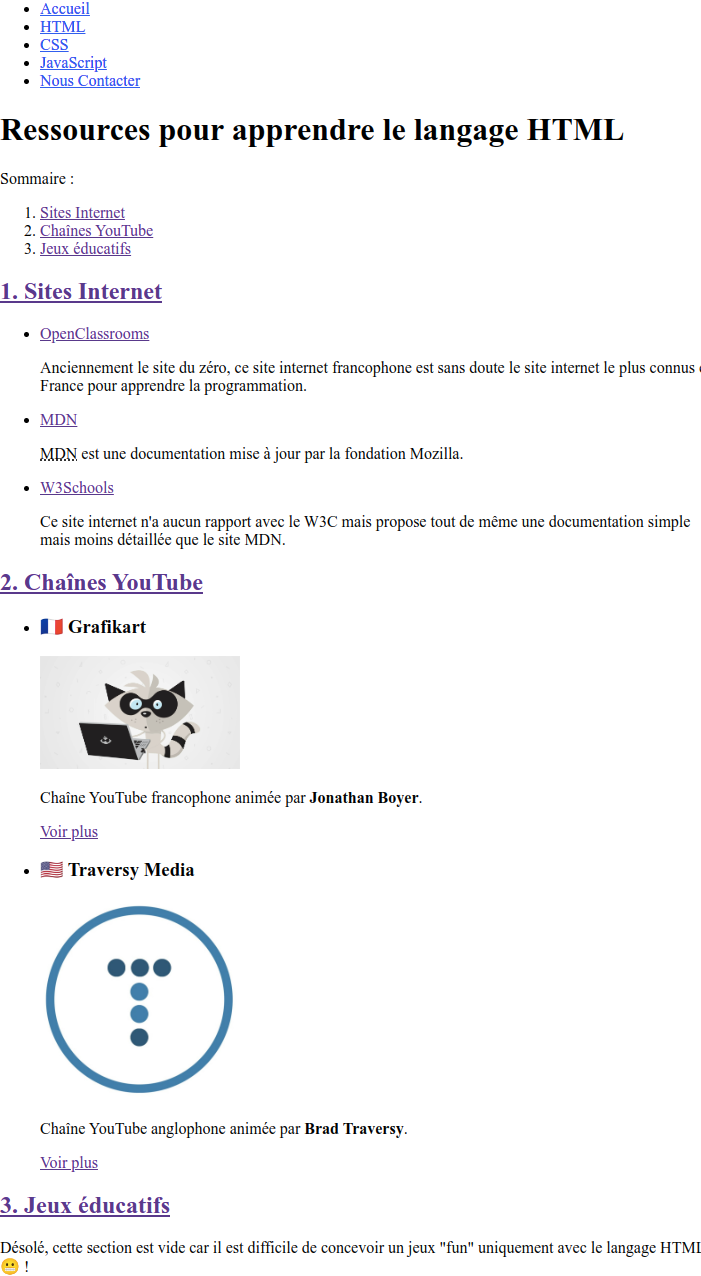 Accueil
HTML
CSS
JavaScript
Nous Contacter
Ressources pour apprendre le langage HTML
Sommaire :
1. Sites Internet
2. Chaînes YouTube
3. Jeux éducatifs
1. Sites Internet
OpenClassrooms
Anciennement le site du zéro, ce site internet francophone est sans doute le site internet le plus connus
France pour apprendre la programmation.
MDN
MDN est une documentation mise à jour par la fondation Mozilla.
W3Schools
Ce site internet n'a aucun rapport avec le W3C mais propose tout de même une documentation simple
mais moins détaillée que le site MDN.
2. Chaînes YouTube
🇫🇷 Grafikart
Chaîne YouTube francophone animée par Jonathan Boyer.
Voir plus
🇺🇸 Traversy Media
Chaîne YouTube anglophone animée par Brad Traversy.
Voir plus
3. Jeux éducatifs
Désolé, cette section est vide car il est difficile de concevoir un jeux "fun" uniquement avec le langage HTML
😬 !